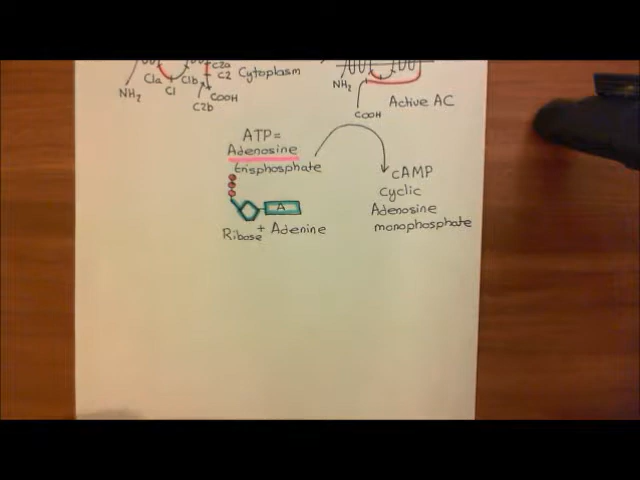 C1a
C1b
C2a
C2
Cytoplasm
NH2
C1
COOH
C2b
NH2
COOH
Active AC
ATP=
Adenosine
trisphosphate
cAMP
Cyclic
Adenosine
monophosphate
A
Ribose + Adenine